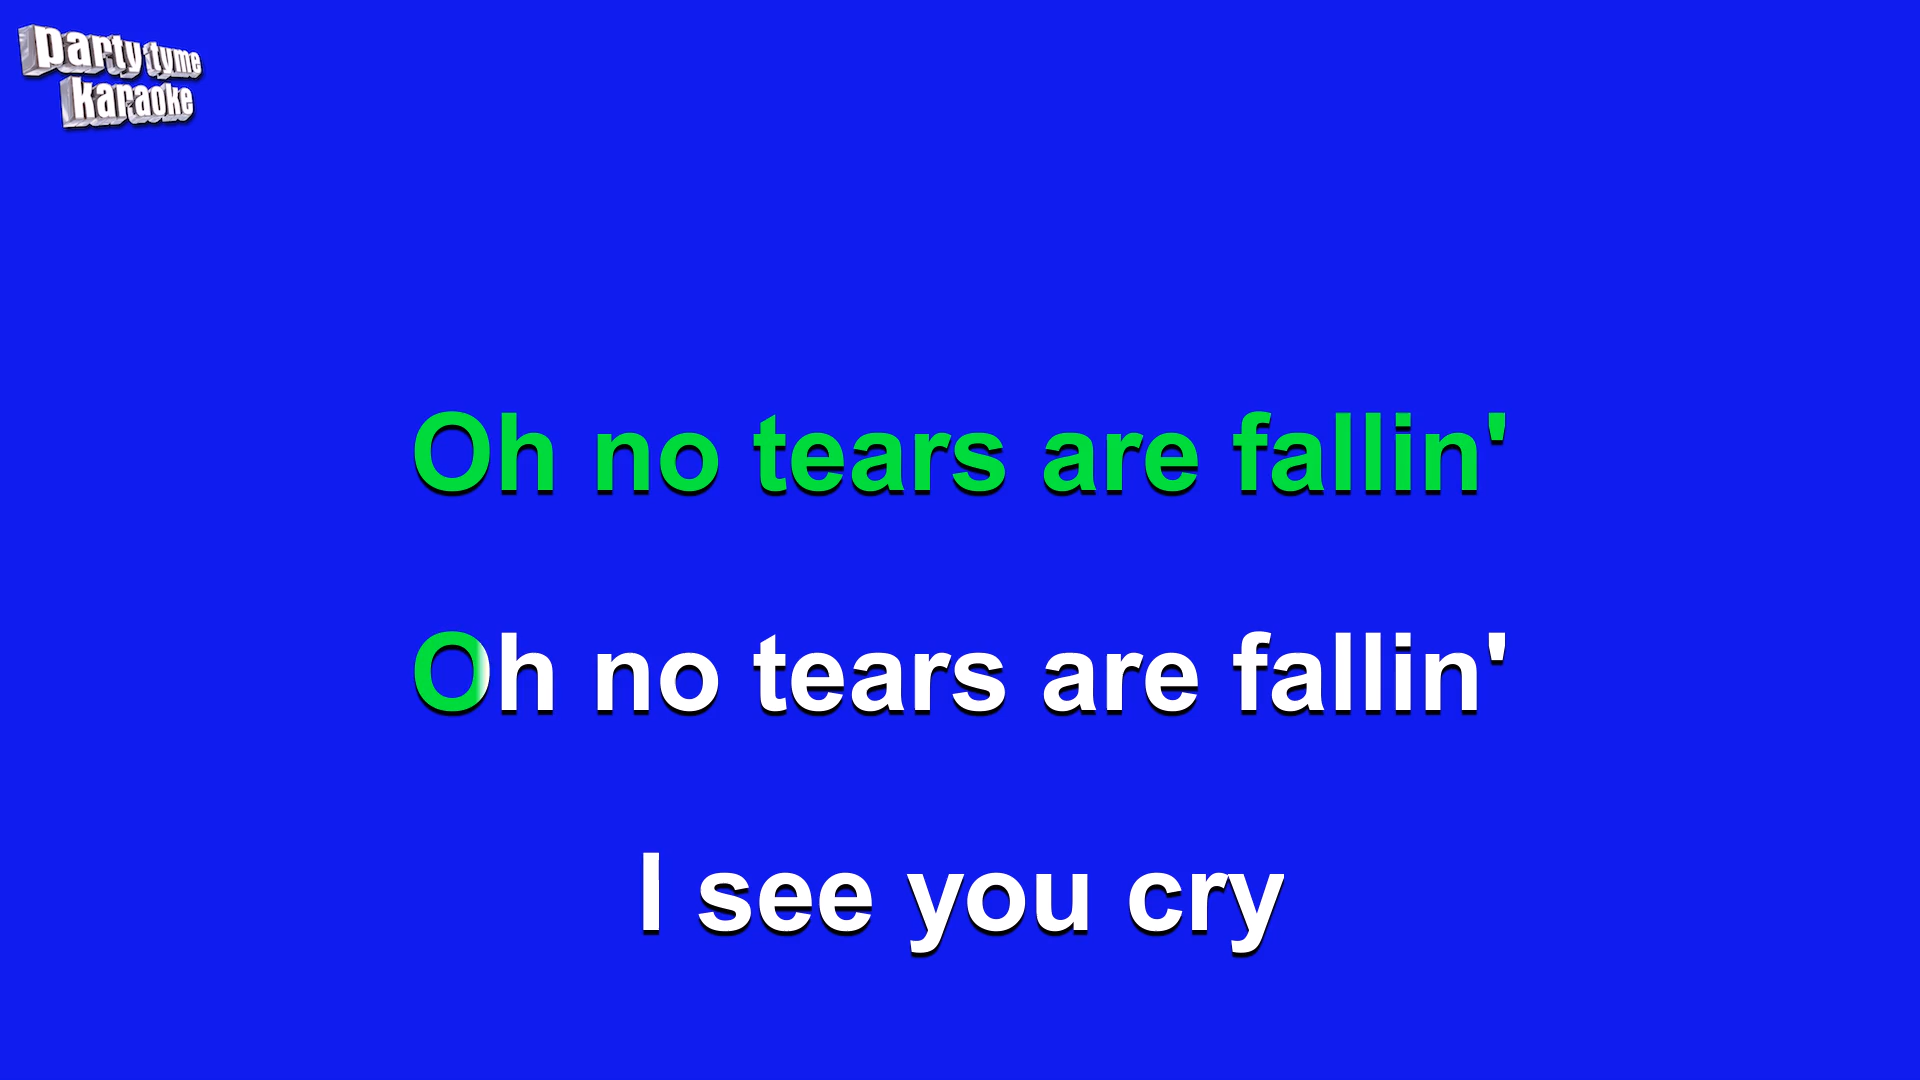 party tyme
karaoke
Oh no tears are fallin'
Oh no tears are fallin'
I see you cry